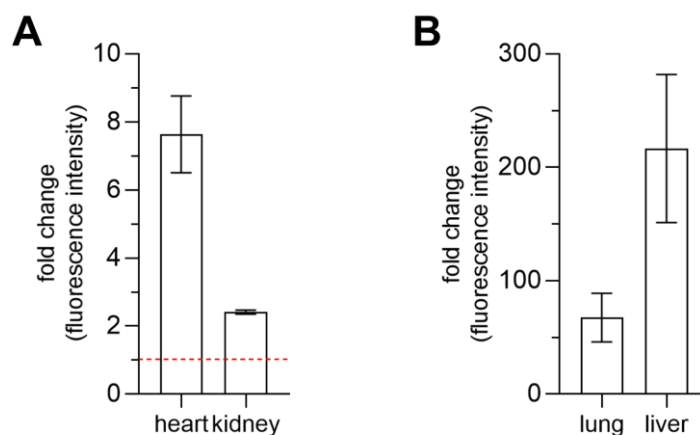 A
fold change
(fluorescence intensity)
10
8
6
4
2
0
heart kidney
B
fold change
(fluorescence intensity)
300
200
100
0
lung liver